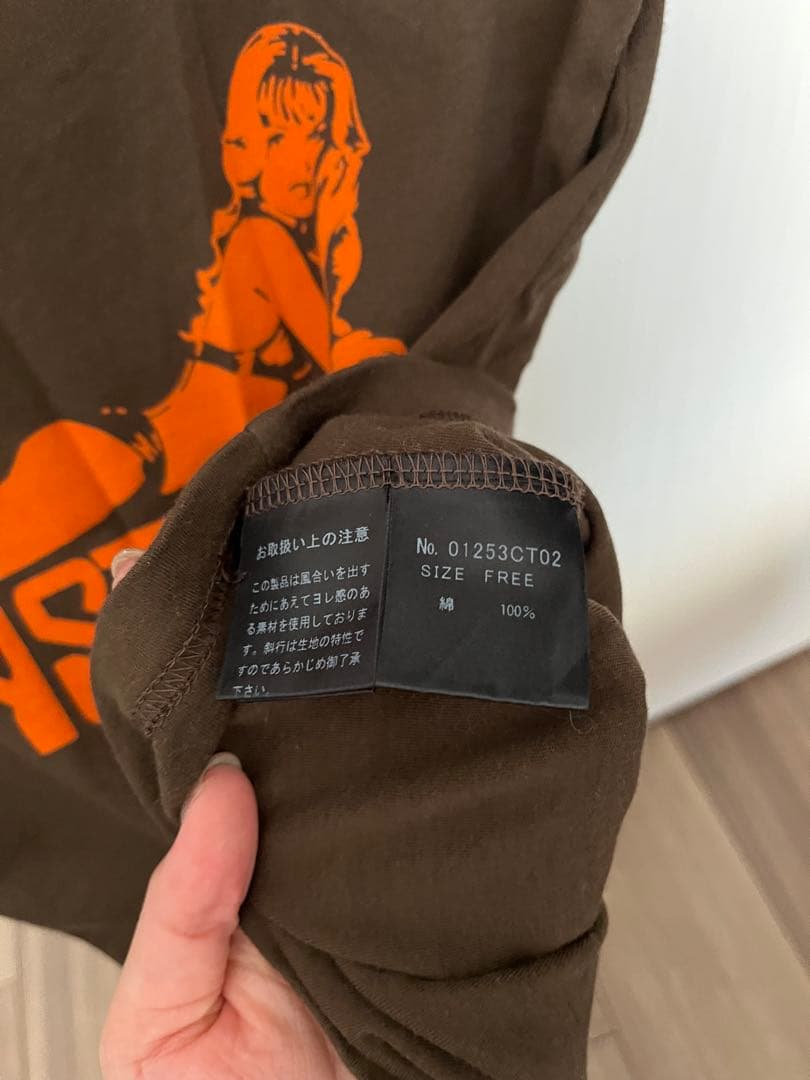 お取扱い上の注意
この製品は風合いを出す
ためにあえてヨレ感のあ
る素材を使用しておりま
す。斜行は生地の特性で
すのであらかじめ御了承
下さい。
No. 01253CT02
SIZE FREE
綿 100%